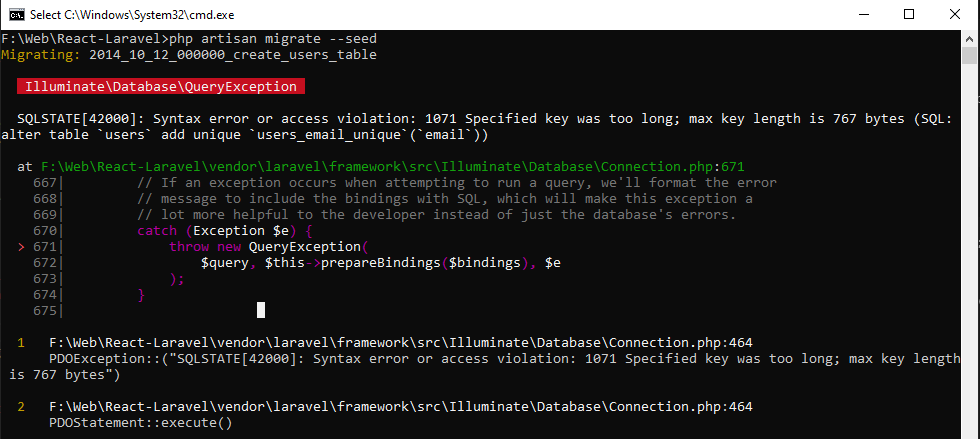 Select C:\Windows\System32\cmd.exe
F:\Web\React-Laravel>php artisan migrate --seed
Migrating: 2014_10_12_000000_create_users_table
Illuminate\Database\QueryException
SQLSTATE[42000]: Syntax error or access violation: 1071 Specified key was too long; max key length is 767 bytes (SQL:
alter table `users` add unique `users_email_unique`(`email`))
at F:\Web\React-Laravel\vendor\laravel\framework\src\Illuminate\Database\Connection.php:671
667| // If an exception occurs when attempting to run a query, we'll format the error
668| // message to include the bindings with SQL, which will make this exception a
669| // lot more helpful to the developer instead of just the database's errors.
670| catch (Exception $e) {
> 671| throw new QueryException(
672| $query, $this->prepareBindings($bindings), $e
673| );
674| }
675|
1 F:\Web\React-Laravel\vendor\laravel\framework\src\Illuminate\Database\Connection.php:464
PDOException::("SQLSTATE[42000]: Syntax error or access violation: 1071 Specified key was too long; max key length
is 767 bytes")
2 F:\Web\React-Laravel\vendor\laravel\framework\src\Illuminate\Database\Connection.php:464
PDOStatement::execute()